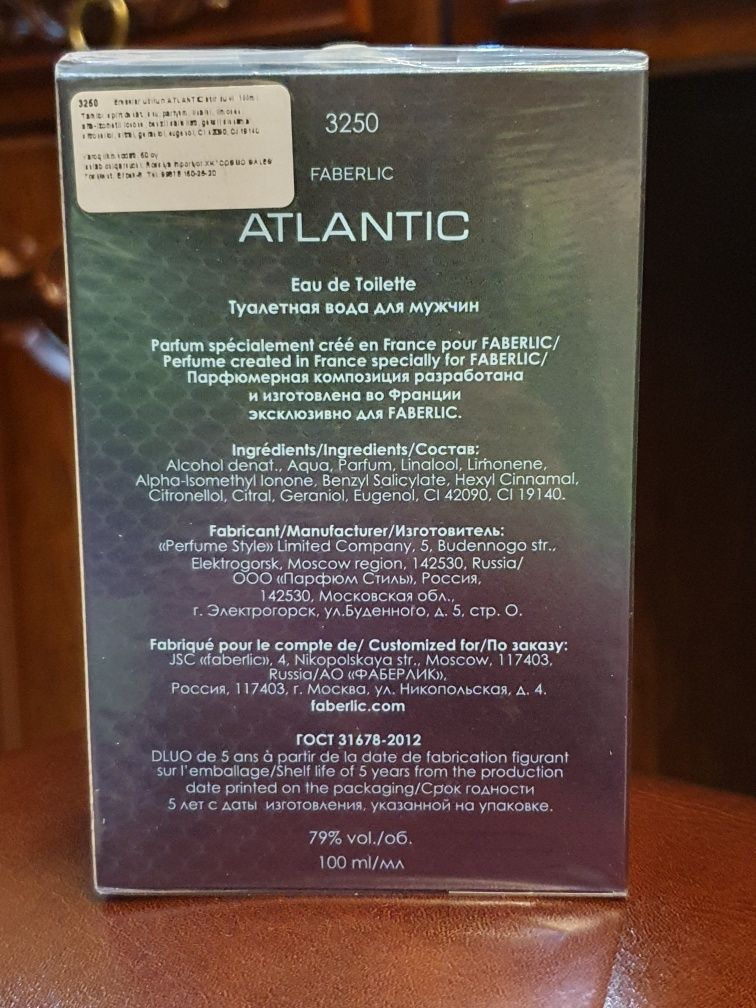 3250
3250
FABERLIC
ATLANTIC
Eau de Toilette
Туалетная вода для мужчин
Parfum spécialement créé en France pour FABERLIC/
Perfume created in France specially for FABERLIC/
Парфюмерная композиция разработана
и изготовлена во Франции
эксклюзивно для FABERLIC.
Ingrédients/Ingredients/Состав:
Alcohol denat., Aqua, Parfum, Linalool, Limonene,
Alpha-Isomethyl Ionone, Benzyl Salicylate, Hexyl Cinnamal,
Citronellol, Citral, Geraniol, Eugenol, CI 42090, CI 19140.
Fabricant/Manufacturer/Изготовитель:
«Perfume Style» Limited Company, 5, Budennogo str.,
Elektrogorsk, Moscow region, 142530, Russia/
ООО «Парфюм Стиль», Россия,
142530, Московская обл.,
г. Электрогорск, ул.Буденного, д. 5, стр. О.
Fabriqué pour le compte de/ Customized for/По заказу:
JSC «faberlic», 4, Nikopolskaya str., Moscow, 117403,
Russia/АО «ФАБЕРЛИК»,
Россия, 117403, г. Москва, ул. Никопольская, д. 4.
faberlic.com
ГОСТ 31678-2012
DLUO de 5 ans à partir de la date de fabrication figurant
sur l'emballage/Shelf life of 5 years from the production
date printed on the packaging/Срок годности
5 лет с даты изготовления, указанной на упаковке.
79% vol./об.
100 ml/мл